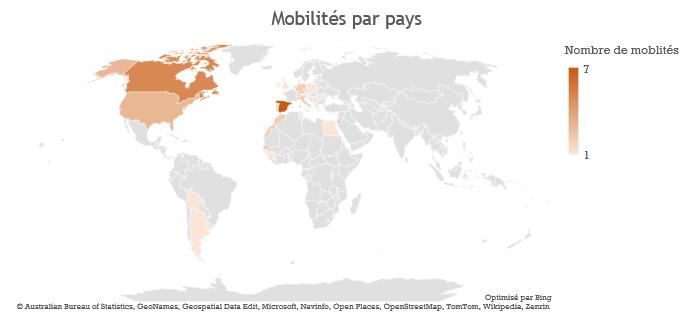 Mobilités par pays
Nombre de moblités
7
1
Optimisé par Bing
© Australian Bureau of Statistics, GeoNames, Geospatial Data Edit, Microsoft, Navinfo, Open Places, OpenStreetMap, TomTom, Wikipedia, Zenrin